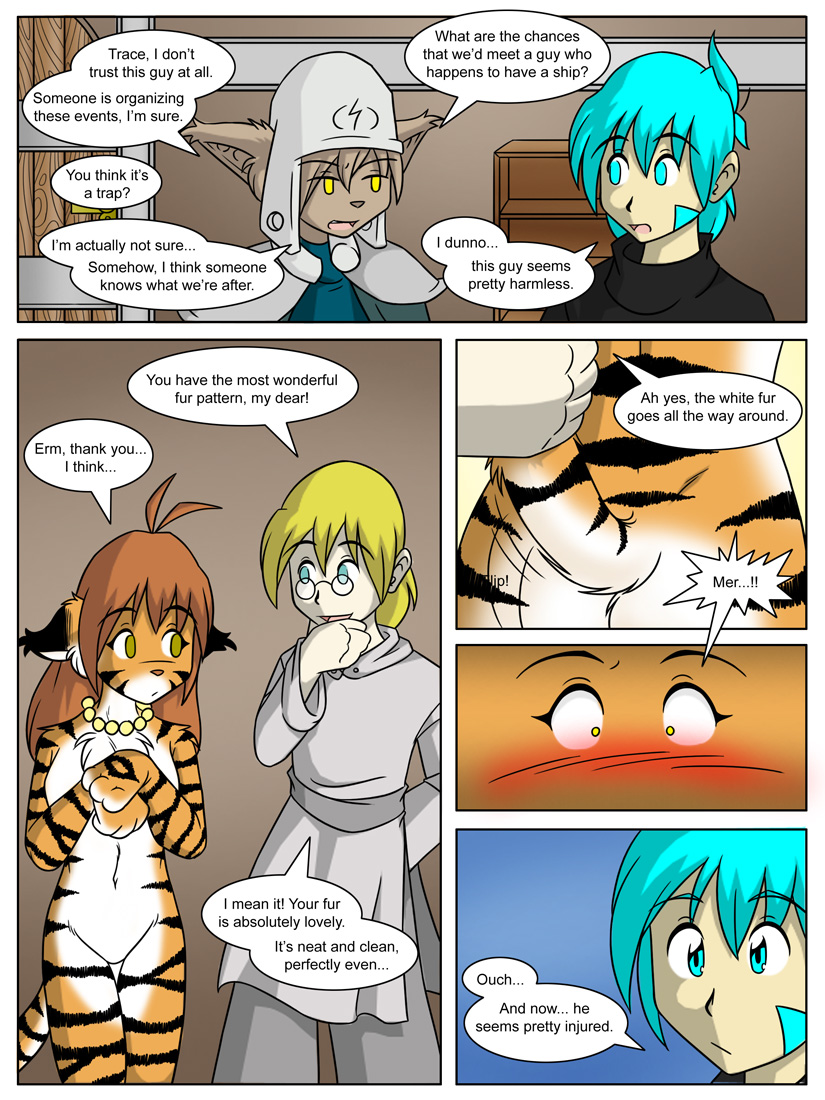 Trace, I don't
trust this guy at all.
Someone is organizing
these events, I'm sure.
What are the chances
that we'd meet a guy who
happens to have a ship?
You think it's
a trap?
I'm actually not sure...
Somehow, I think someone
knows what we're after.
I dunno...
this guy seems
pretty harmless.
You have the most wonderful
fur pattern, my dear!
Erm, thank you...
I think...
I mean it! Your fur
is absolutely lovely.
It's neat and clean,
perfectly even...
Ah yes, the white fur
goes all the way around.
Mer...!!
Ouch...
And now... he
seems pretty injured.